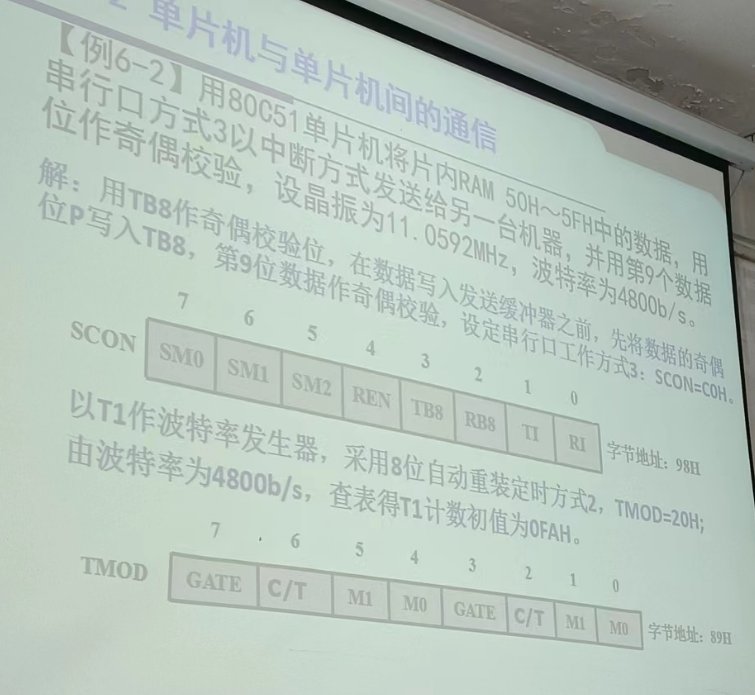 2 单片机与单片机间的通信
【例6-2】用80C51单片机将片内RAM 50H～5FH中的数据，用
串行口方式3以中断方式发送给另一台机器，并用第9个数据
位作奇偶校验，设晶振为11.0592MHz，波特率为4800b/s。
解：用TB8作奇偶校验位，在数据写入发送缓冲器之前，先将数据的奇偶
位P写入TB8，第9位数据作奇偶校验，设定串行口工作方式3：SCON=C0H。
7 6 5 4 3 2 1 0
SCON SM0 SM1 SM2 REN TB8 RB8 TI RI 字节地址：98H
以T1作波特率发生器，采用8位自动重装定时方式2，TMOD=20H;
由波特率为4800b/s，查表得T1计数初值为0FAH。
7 6 5 4 3 2 1 0
TMOD GATE C/T M1 M0 GATE C/T M1 M0 字节地址：89H